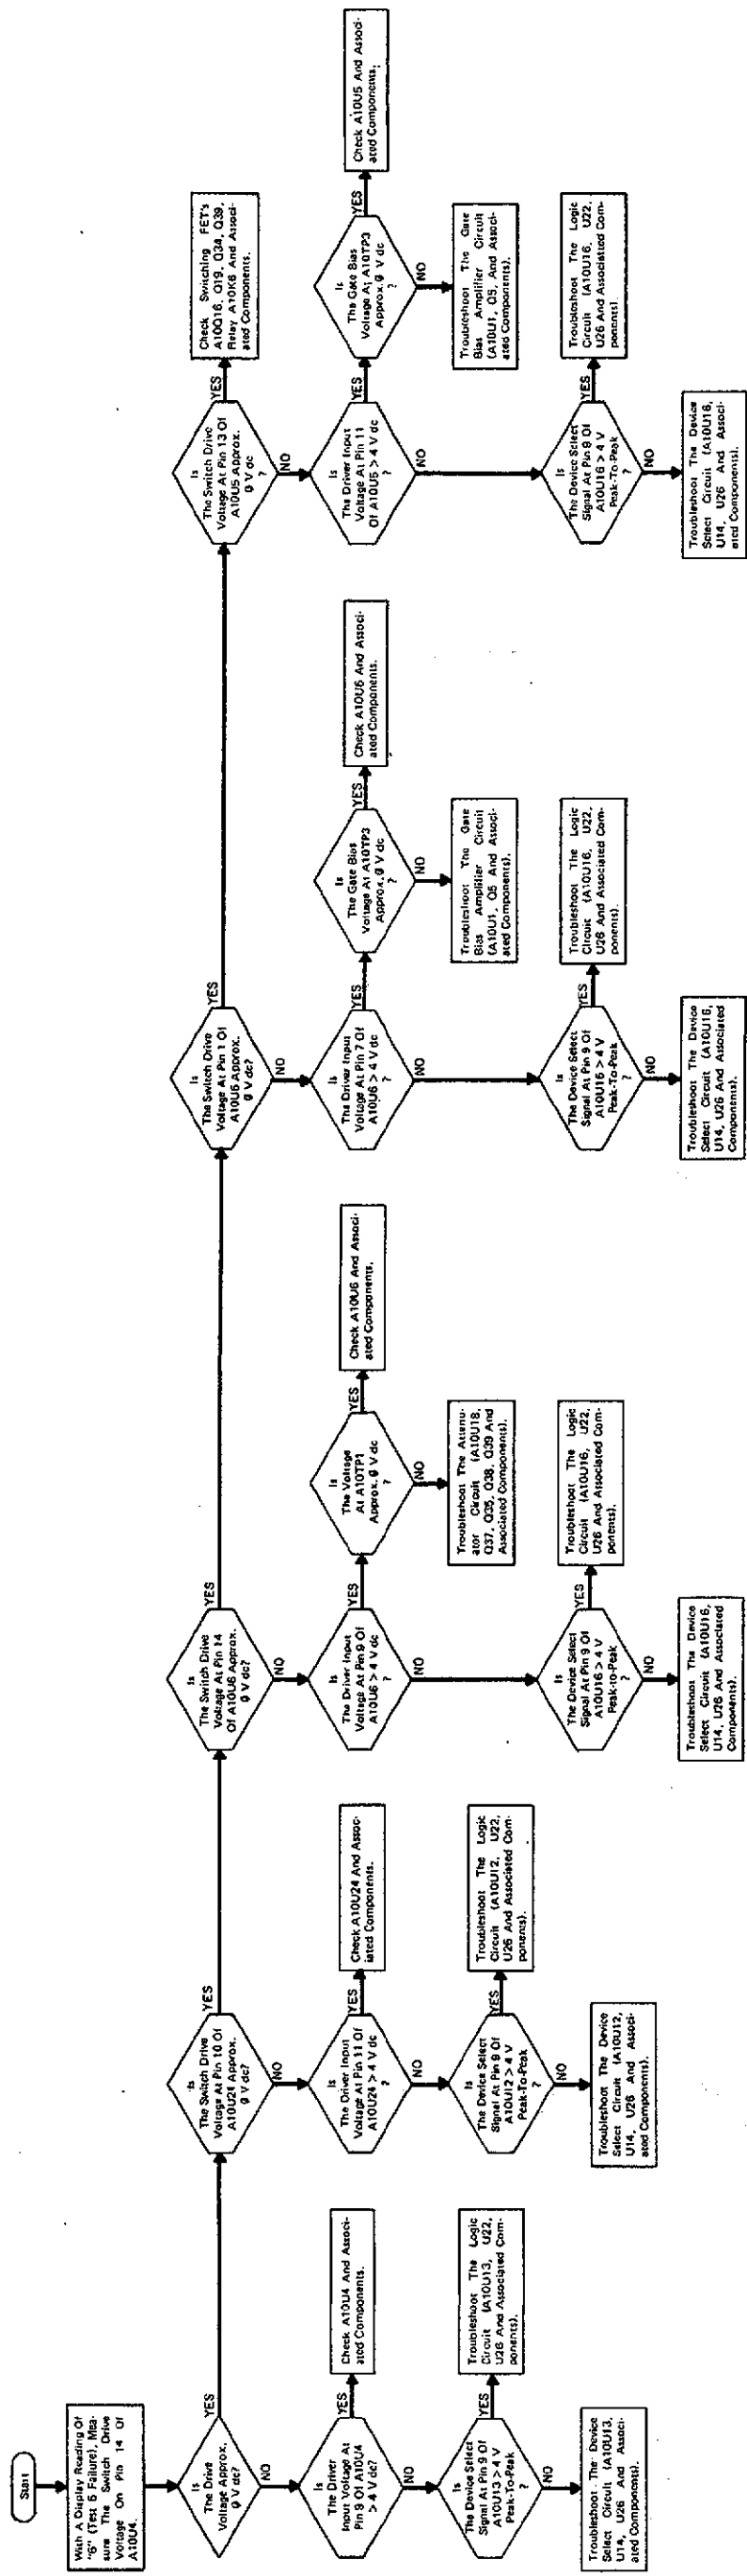 Start
With A Display Reading Of
"6" (Test 6 Failure), Mea-
sure The Switch Drive
Voltage On Pin 14 Of
A10U4.
Is
The Drive
Voltage Approx.
0 V dc?
YES
NO
Is
The Driver
Input Voltage At
Pin 9 Of A10U4
> 4 V dc?
YES
Check A10U4 And Associ-
ated Components.
NO
Is
The Device Select
Signal At Pin 9 Of
A10U13 > 4 V
Peak-To-Peak
?
YES
Troubleshoot The Logic
Circuit (A10U13, U22,
U26 And Associated Com-
ponents).
NO
Troubleshoot The Device
Select Circuit (A10U13,
U14, U26 And Associ-
ated Components).
Is
The Switch Drive
Voltage At Pin 10 Of
A10U24 Approx.
0 V dc?
YES
NO
Is
The Driver Input
Voltage At Pin 11 Of
A10U24 > 4 V dc
?
YES
Check A10U24 And Assoc-
iated Components.
NO
Is
The Device Select
Signal At Pin 9 Of
A10U12 > 4 V
Peak-To-Peak
?
YES
Troubleshoot The Logic
Circuit (A10U12, U22,
U26 And Associated Com-
ponents).
NO
Troubleshoot The Device
Select Circuit (A10U12,
U14, U26 And Associ-
ated Components).
Is
The Switch Drive
Voltage At Pin 14
Of A10U6 Approx.
0 V dc?
YES
NO
Is
The Driver Input
Voltage At Pin 9 Of
A10U6 > 4 V dc
?
YES
Is
The Voltage
At A10TP1
Approx. 0 V dc
?
YES
Check A10U6 And Associ-
ated Components.
NO
Troubleshoot The Attenu-
ator Circuit (A10U18,
Q37, Q35, Q38, Q39 And
Associated Components).
NO
Is
The Device Select
Signal At Pin 9 Of
A10U16 > 4 V
Peak-to-Peak
?
YES
Troubleshoot The Logic
Circuit (A10U16, U22,
U26 And Associated Com-
ponents).
NO
Troubleshoot The Device
Select Circuit (A10U16,
U14, U26 And Associated
Components).
Is
The Switch Drive
Voltage At Pin 1 Of
A10U6 Approx.
0 V dc?
YES
NO
Is
The Driver Input
Voltage At Pin 7 Of
A10U6 > 4 V dc
?
YES
Is
The Gate Bias
Voltage At A10TP3
Approx. 0 V dc
?
YES
Check A10U6 And Associ-
ated Components.
NO
Troubleshoot The Gate
Bias Amplifier Circuit
(A10U1, Q5 And Associ-
ated Components).
NO
Is
The Device Select
Signal At Pin 9 Of
A10U16 > 4 V
Peak-To-Peak
?
YES
Troubleshoot The Logic
Circuit (A10U16, U22,
U26 And Associated Com-
ponents).
NO
Troubleshoot The Device
Select Circuit (A10U16,
U14, U26 And Associated
Components).
Is
The Switch Drive
Voltage At Pin 13 Of
A10U5 Approx.
0 V dc
?
YES
Check Switching FET's
A10Q16, Q19, Q34, Q39,
Relay A10K6 And Associ-
ated Components.
NO
Is
The Driver Input
Voltage At Pin 11
Of A10U5 > 4 V dc
?
YES
Is
The Gate Bias
Voltage At A10TP3
Approx. 0 V dc
?
YES
Check A10U5 And Associ-
ated Components.
NO
Troubleshoot The Gate
Bias Amplifier Circuit
(A10U1, Q5, And Associ-
ated Components).
NO
Is
The Device Select
Signal At Pin 9 Of
A10U16 > 4 V
Peak-To-Peak
?
YES
Troubleshoot The Logic
Circuit (A10U16, U22,
U26 And Associatted Com-
ponents).
NO
Troubleshoot The Device
Select Circuit (A10U16,
U14, U26 And Associ-
ated Components).